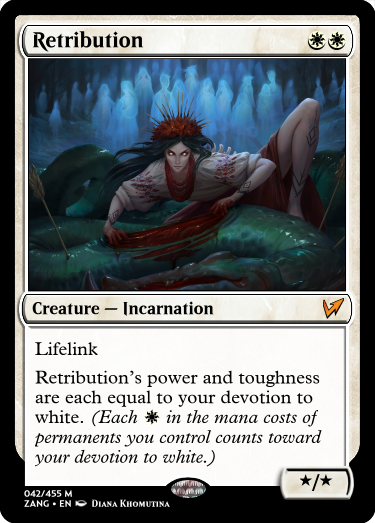 Retribution
Creature — Incarnation
Lifelink
Retribution's power and toughness
are each equal to your devotion to
white. (Each in the mana costs of
permanents you control counts toward
your devotion to white.)
*/*
042/455 M
ZANG • EN Diana Khomutina